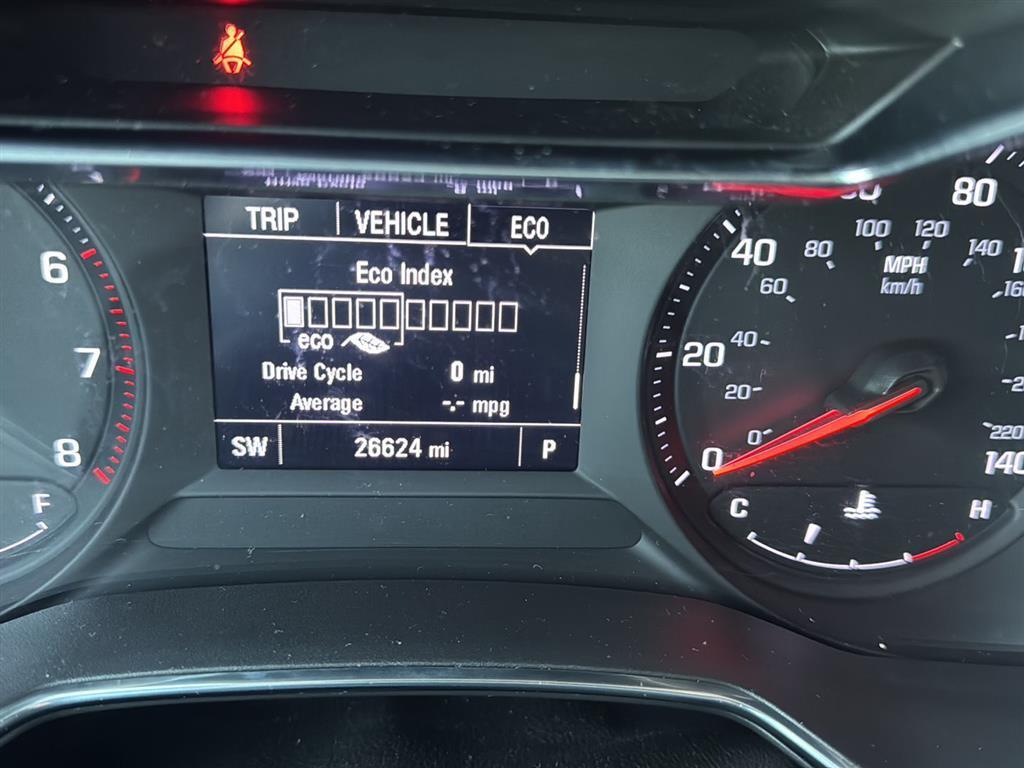 TRIP VEHICLE ECO
Eco Index
eco
Drive Cycle 0 mi
Average -.- mpg
SW 26624 mi P
6
7
8
F
0
20
40
80
140
MPH
km/h
0
20
40
60
80
100
120
140
220
C H